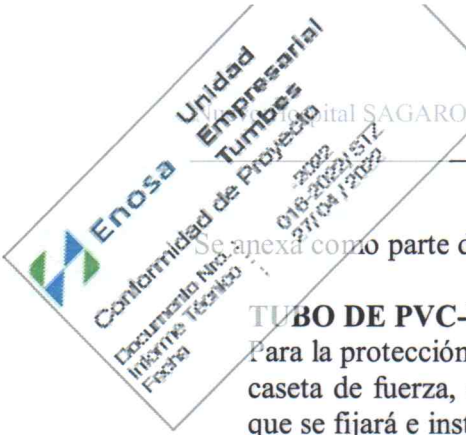 Enosa
Unidad
Empresarial
Tumbes
Conformidad de Proyecto
Documento Nro. : -2022
Informe Técnico : 016-2022/STZ
Fecha : 27/04/2022
Hospital SAGARO
Se anexa como parte d
TUBO DE PVC-
Para la protección
caseta de fuerza,
que se fijará e inst